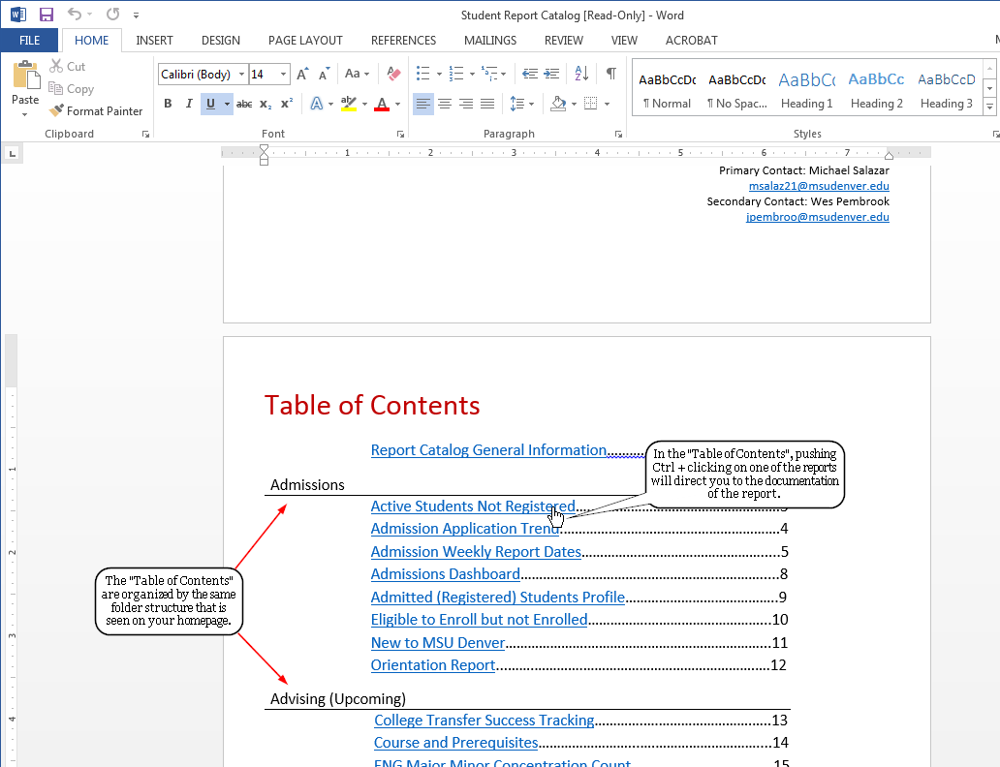 Student Report Catalog [Read-Only] - Word
FILE HOME INSERT DESIGN PAGE LAYOUT REFERENCES MAILINGS REVIEW VIEW ACROBAT
Paste
Cut
Copy
Format Painter
Clipboard
Calibri (Body) 14
Font
Paragraph
AaBbCcDc AaBbCcDc AaBbCc AaBbCc AaBbCcD
¶ Normal ¶ No Spac... Heading 1 Heading 2 Heading 3
Styles
1 2 3 4 5 6 7
Primary Contact: Michael Salazar
msalaz21@msudenver.edu
Secondary Contact: Wes Pembrook
jpembroo@msudenver.edu
Table of Contents
Report Catalog General Information..........
In the "Table of Contents", pushing
Ctrl + clicking on one of the reports
will direct you to the documentation
of the report.
Admissions
Active Students Not Registered....
Admission Application Trend....4
Admission Weekly Report Dates....5
Admissions Dashboard....8
Admitted (Registered) Students Profile....9
Eligible to Enroll but not Enrolled....10
New to MSU Denver....11
Orientation Report....12
The "Table of Contents"
are organized by the same
folder structure that is
seen on your homepage.
Advising (Upcoming)
College Transfer Success Tracking....13
Course and Prerequisites....14
ENG Major Minor Concentration Count....15